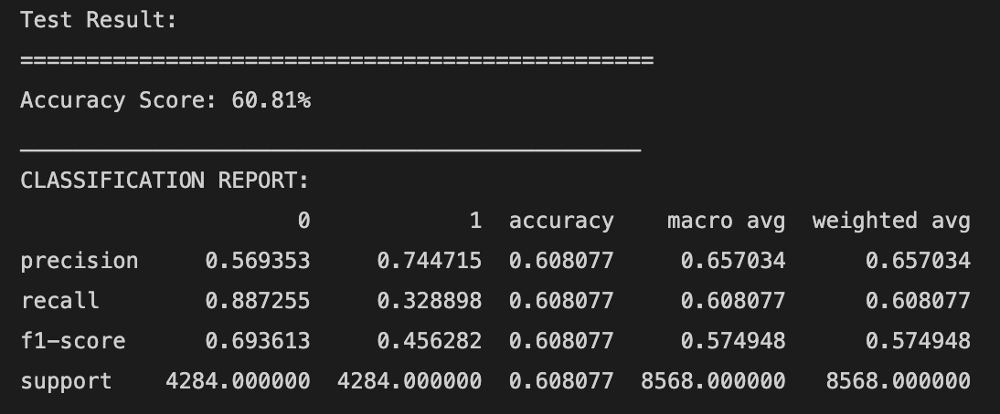 Test Result:
================================================
Accuracy Score: 60.81%
_______________________________________________
CLASSIFICATION REPORT:
0 1 accuracy macro avg weighted avg
precision 0.569353 0.744715 0.608077 0.657034 0.657034
recall 0.887255 0.328898 0.608077 0.608077 0.608077
f1-score 0.693613 0.456282 0.608077 0.574948 0.574948
support 4284.000000 4284.000000 0.608077 8568.000000 8568.000000